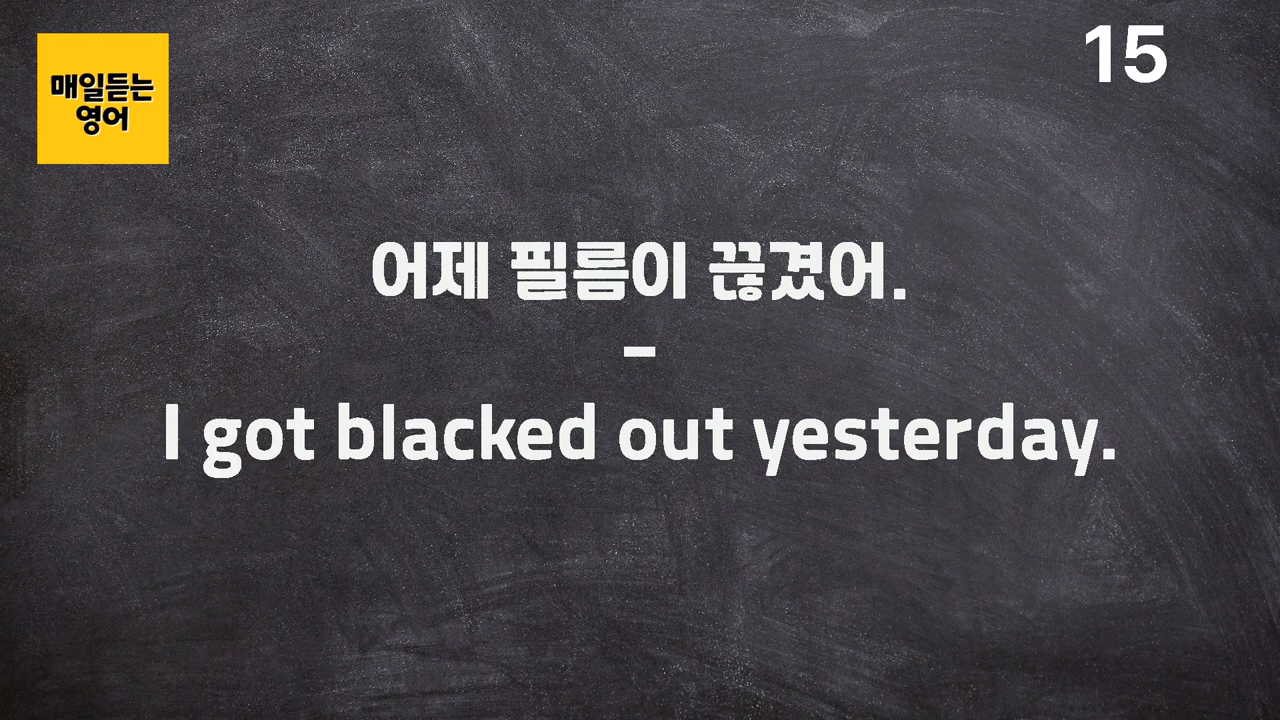 매일듣는
영어
15
어제 필름이 끊겼어.
-
I got blacked out yesterday.